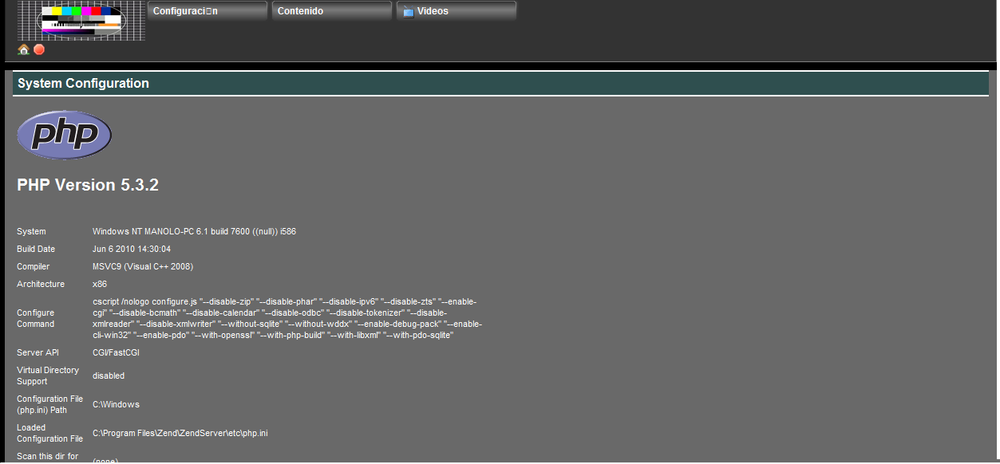 Configuraci▯n
Contenido
Videos
System Configuration
php
PHP Version 5.3.2
System
Windows NT MANOLO-PC 6.1 build 7600 ((null)) i586
Build Date
Jun 6 2010 14:30:04
Compiler
MSVC9 (Visual C++ 2008)
Architecture
x86
Configure
Command
cscript /nologo configure.js "--disable-zip" "--disable-phar" "--disable-ipv6" "--disable-zts" "--enable-
cgi" "--disable-bcmath" "--disable-calendar" "--disable-odbc" "--disable-tokenizer" "--disable-
xmlreader" "--disable-xmlwriter" "--without-sqlite" "--without-wddx" "--enable-debug-pack" "--enable-
cli-win32" "--enable-pdo" "--with-openssl" "--with-php-build" "--with-libxml" "--with-pdo-sqlite"
Server API
CGI/FastCGI
Virtual Directory
Support
disabled
Configuration File
(php.ini) Path
C:\Windows
Loaded
Configuration File
C:\Program Files\Zend\ZendServer\etc\php.ini
Scan this dir for
(none)